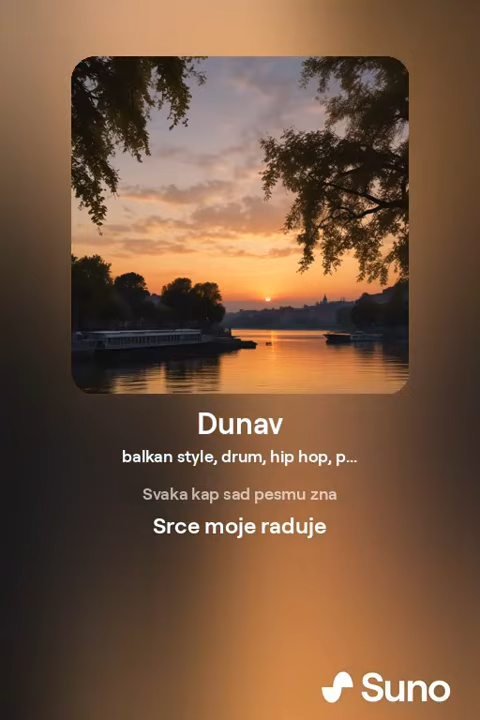 Dunav
balkan style, drum, hip hop, p...
Svaka kap sad pesmu zna
Srce moje raduje
Suno